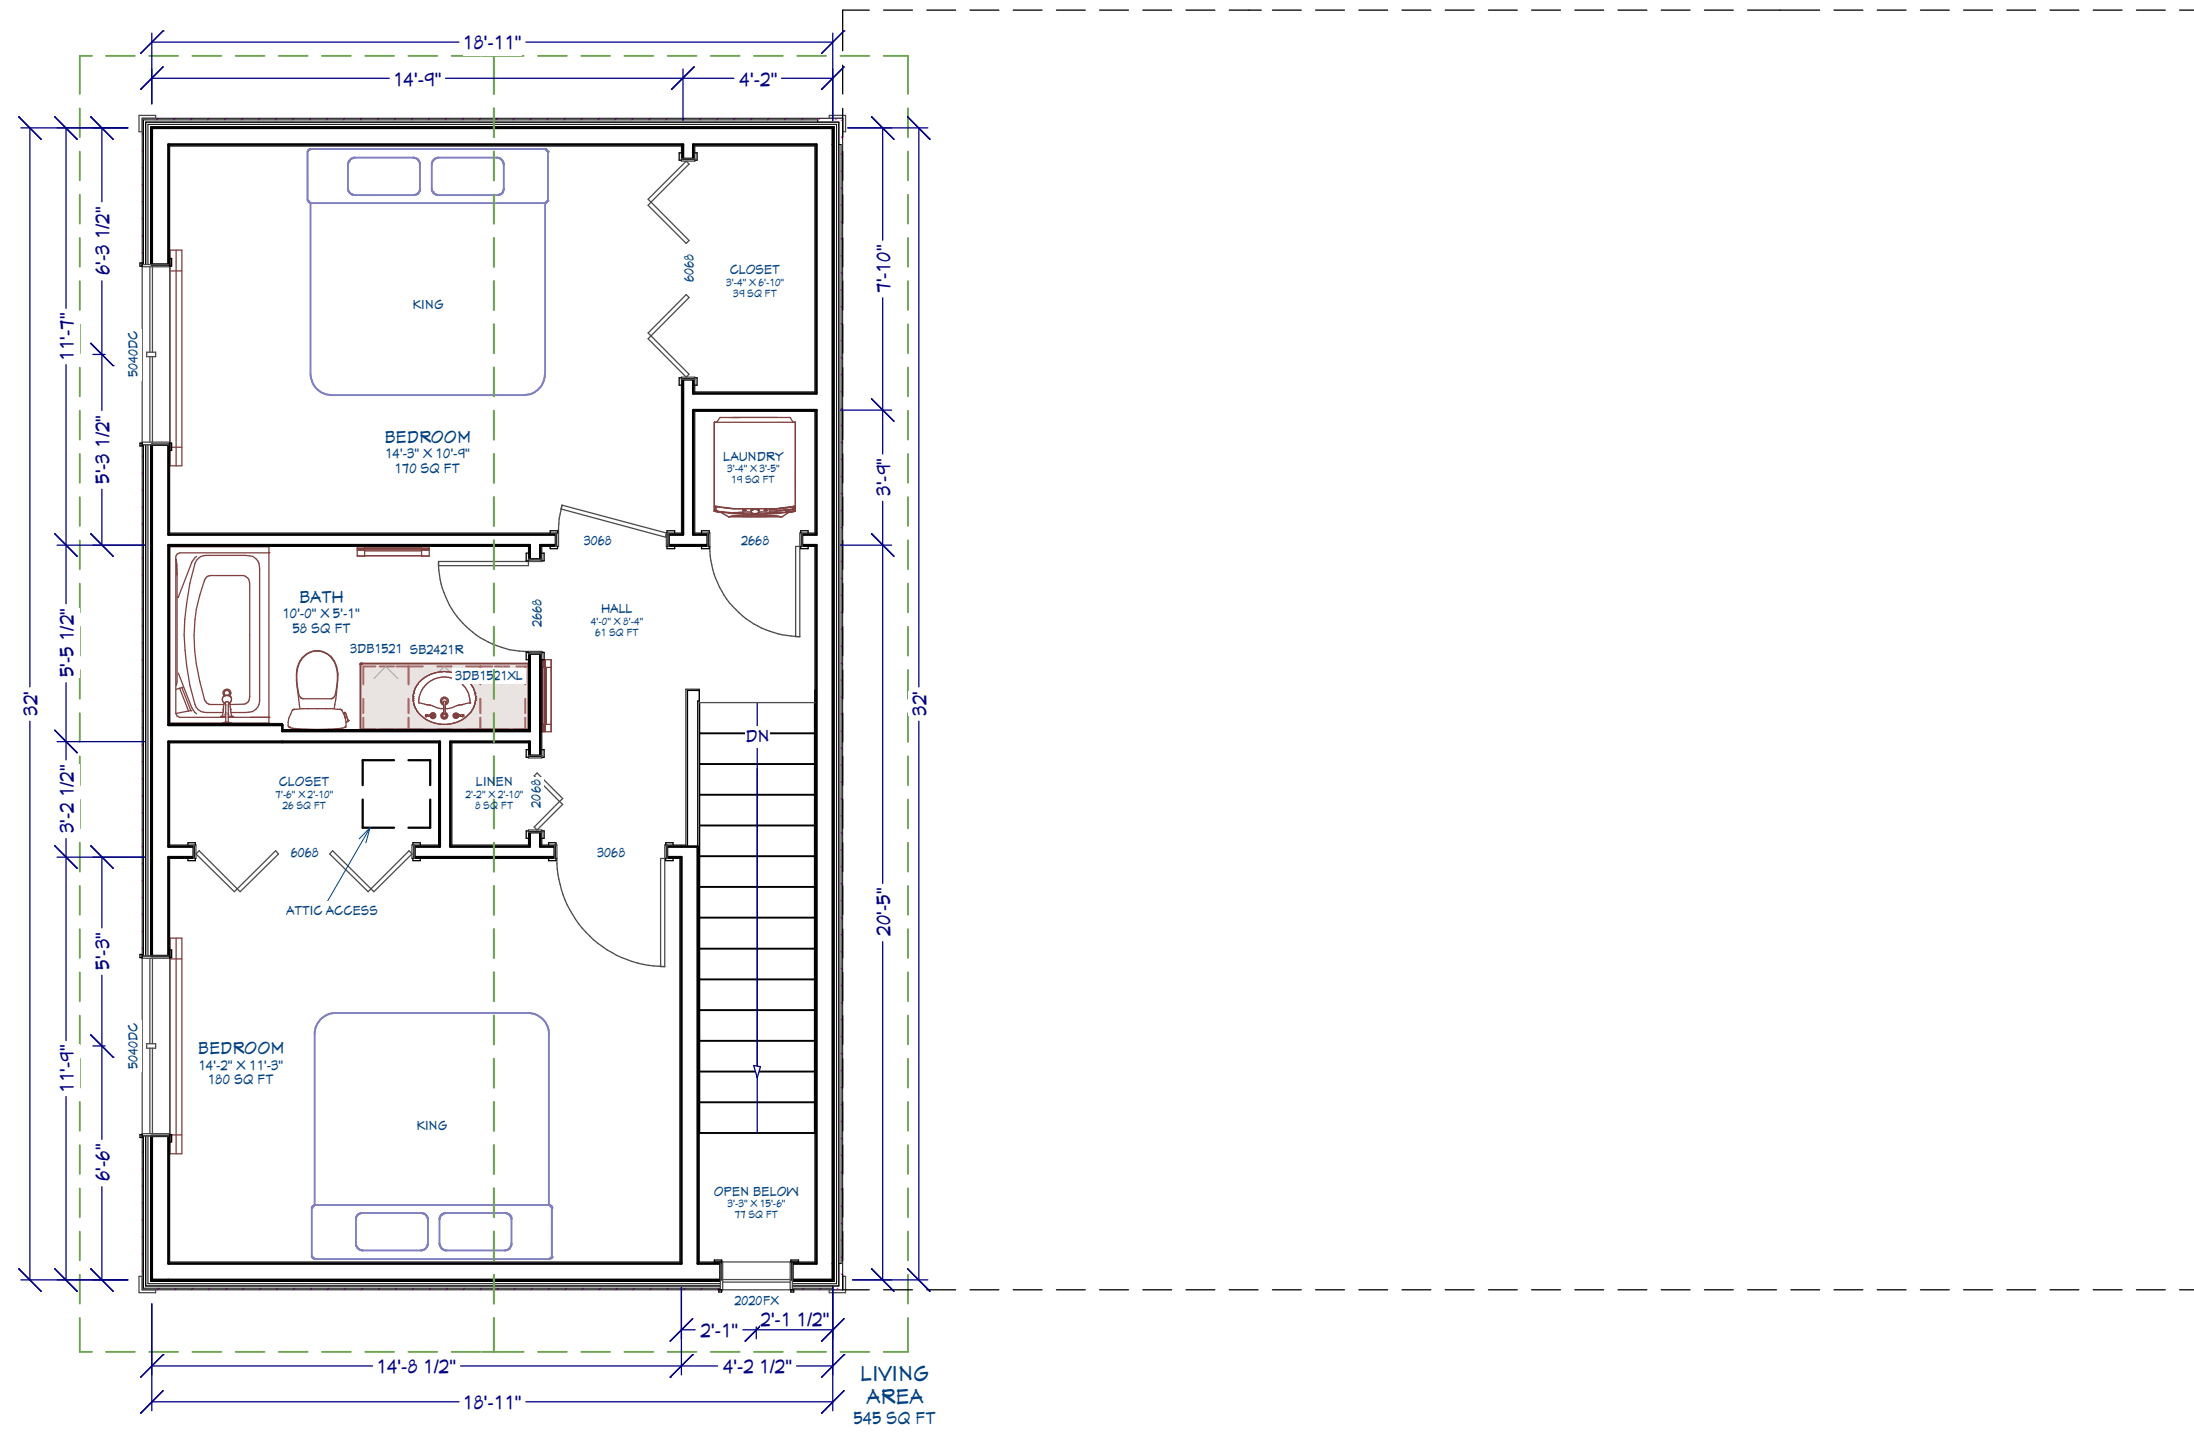 18'-11"
14'-9"
4'-2"
6'-3 1/2"
11'-7"
5'-3 1/2"
5040DC
KING
6068
CLOSET
3'-4" X 6'-10"
39 SQ FT
7'-10"
BEDROOM
14'-3" X 10'-9"
170 SQ FT
LAUNDRY
3'-4" X 3'-5"
19 SQ FT
3'-9"
3068
2668
BATH
10'-0" X 5'-1"
58 SQ FT
2668
HALL
4'-0" X 8'-4"
61 SQ FT
5'-5 1/2"
3DB1521
SB2421R
3DB1521XL
32'
32'
DN
CLOSET
7'-6" X 2'-10"
26 SQ FT
LINEN
2'-2" X 2'-10"
8 SQ FT
2068
3'-2 1/2"
6068
3068
ATTIC ACCESS
20'-5"
5'-3"
5040DC
11'-9"
BEDROOM
14'-2" X 11'-3"
180 SQ FT
KING
6'-6"
OPEN BELOW
3'-3" X 15'-6"
77 SQ FT
2020FX
2'-1"
2'-1 1/2"
14'-8 1/2"
4'-2 1/2"
18'-11"
LIVING
AREA
545 SQ FT